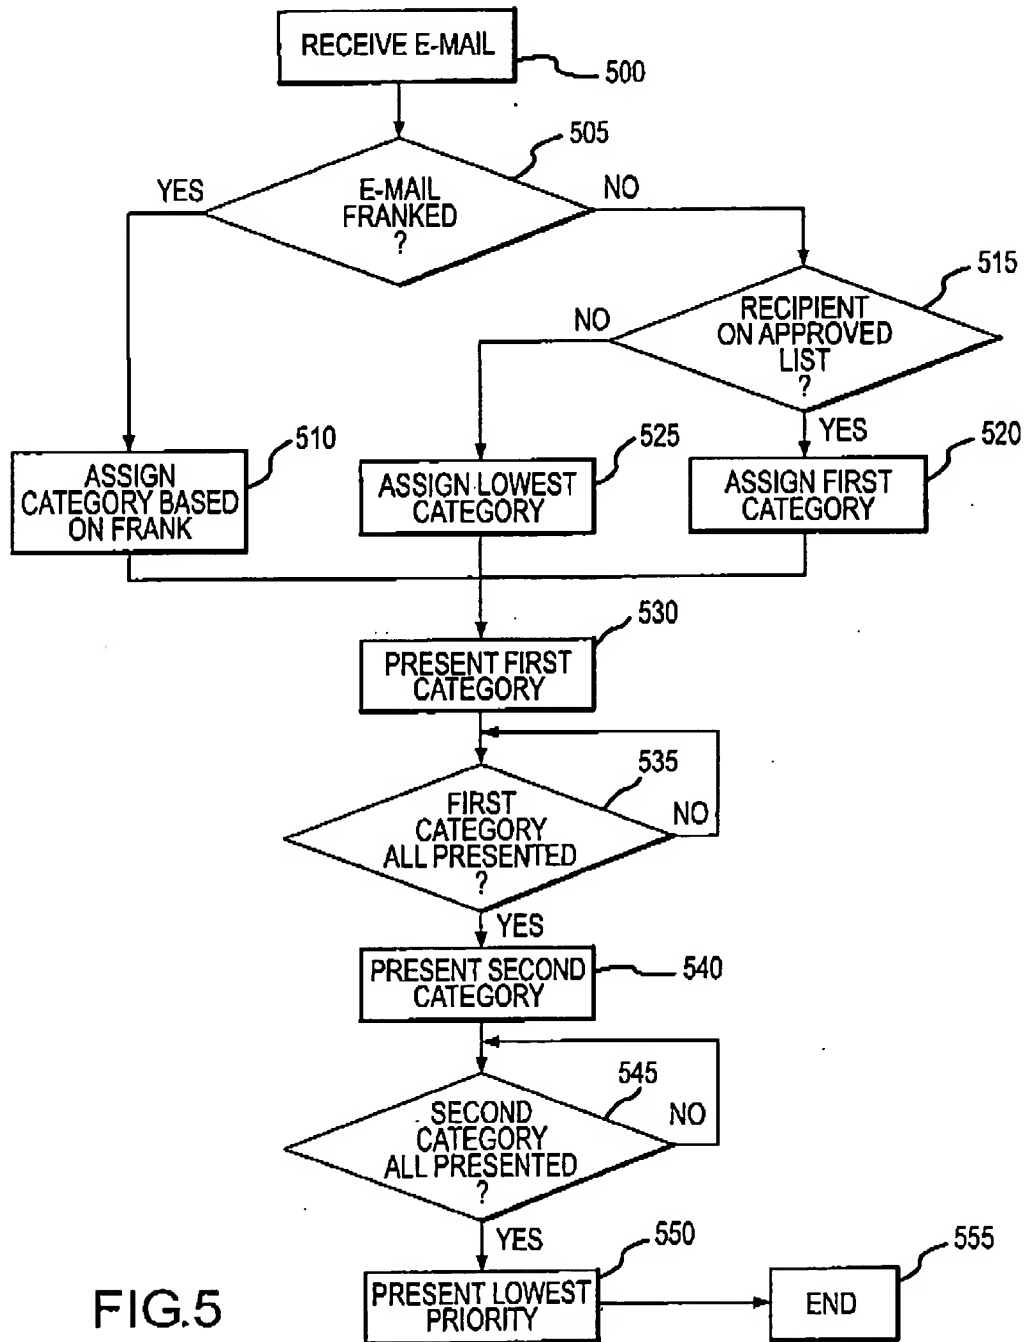 RECEIVE E-MAIL
500
505
YES
E-MAIL
FRANKED
?
NO
515
NO
RECIPIENT
ON APPROVED
LIST
?
YES
510
ASSIGN
CATEGORY BASED
ON FRANK
525
ASSIGN LOWEST
CATEGORY
520
ASSIGN FIRST
CATEGORY
530
PRESENT FIRST
CATEGORY
535
FIRST
CATEGORY
ALL PRESENTED
?
NO
YES
PRESENT SECOND
CATEGORY
540
545
SECOND
CATEGORY
ALL PRESENTED
?
NO
YES
550
PRESENT LOWEST
PRIORITY
555
END
FIG.5